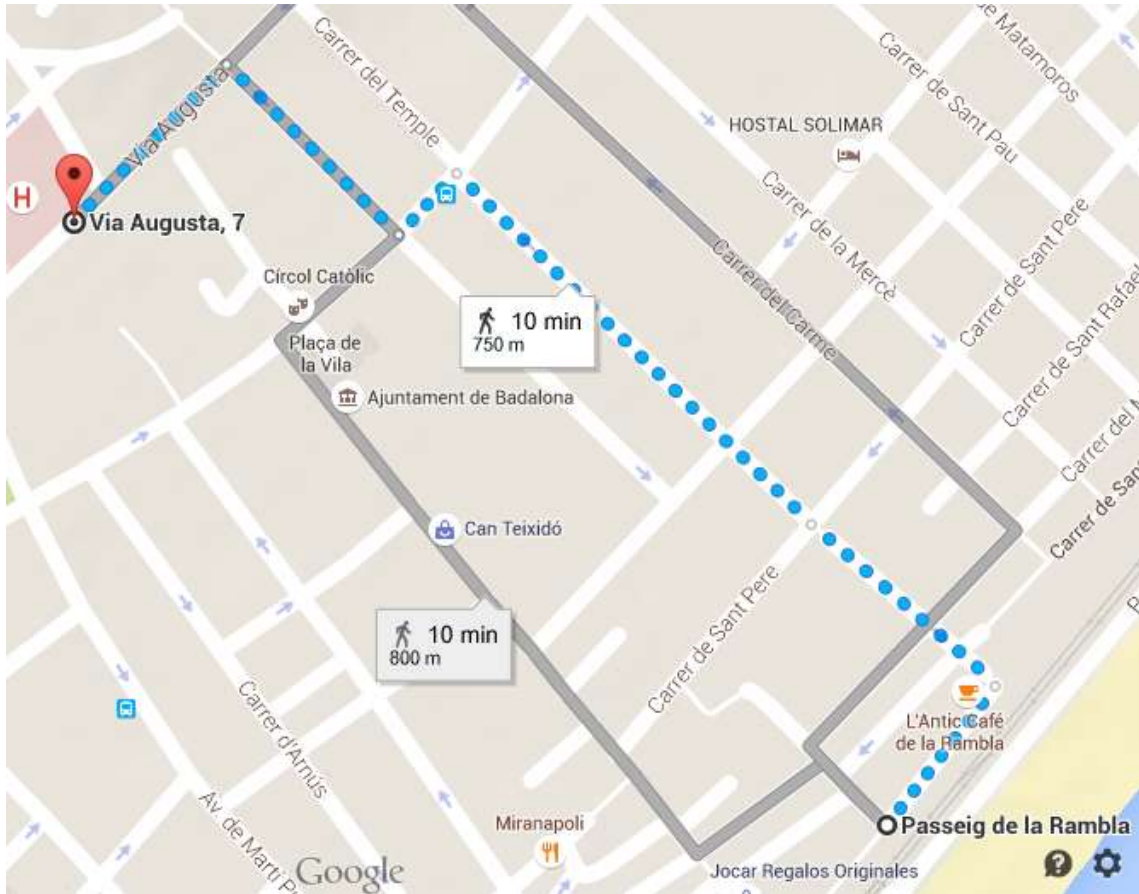 de Matamoros
Carrer de Sant Pau
Carrer del Temple
Via Augusta
HOSTAL SOLIMAR
H
Via Augusta, 7
Carrer de la Mercè
Carrer de Sant Pere
Carrer de Sant Rafael
Círcol Catòlic
10 min
750 m
Carrer del Carme
Plaça de
la Vila
Ajuntament de Badalona
Carrer del
Carrer de San
Can Teixidó
10 min
800 m
Carrer de Sant Pere
Carrer d'Arnús
L'Antic Café
de la Rambla
Av. de Martí
Miranapoli
Passeig de la Rambla
Google
Jocar Regalos Originales